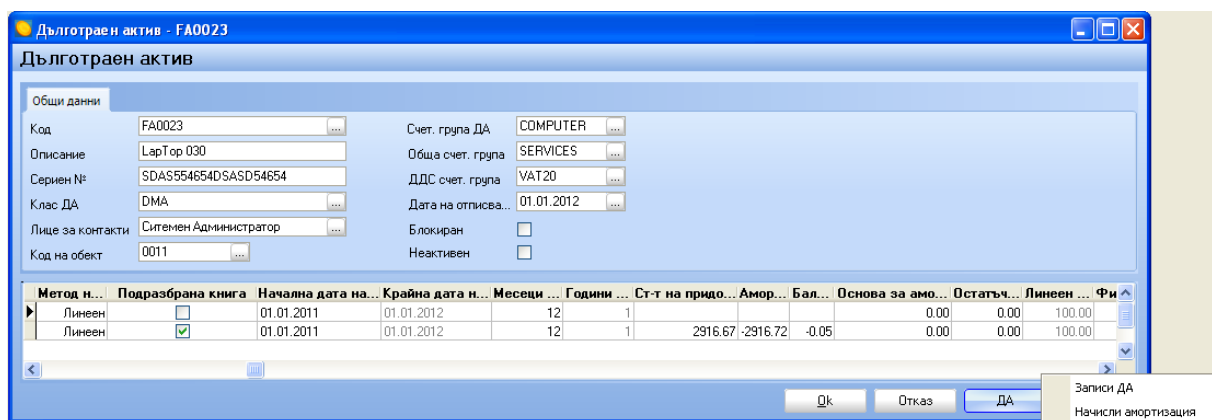 Дълготраен актив - FA0023
Дълготраен актив
Общи данни
Код FA0023 ... Счет. група ДА COMPUTER ...
Описание LapTop 030 Обща счет. група SERVICES ...
Сериен № SDAS554654DSASD54654 ДДС счет. група VAT20 ...
Клас ДА DMA ... Дата на отписва... 01.01.2012 ...
Лице за контакти Ситемен Администратор ... Блокиран
Код на обект 0011 ... Неактивен
Метод н... Подразбрана книга Начална дата на... Крайна дата н... Месеци ... Години ... Ст-т на придо... Амор... Бал... Основа за амо... Остатъч... Линеен ... Фи
Линеен 01.01.2011 01.01.2012 12 1 0.00 0.00 100.00
Линеен 01.01.2011 01.01.2012 12 1 2916.67 -2916.72 -0.05 0.00 0.00 100.00
Ok Отказ ДА
Записи ДА
Начисли амортизация